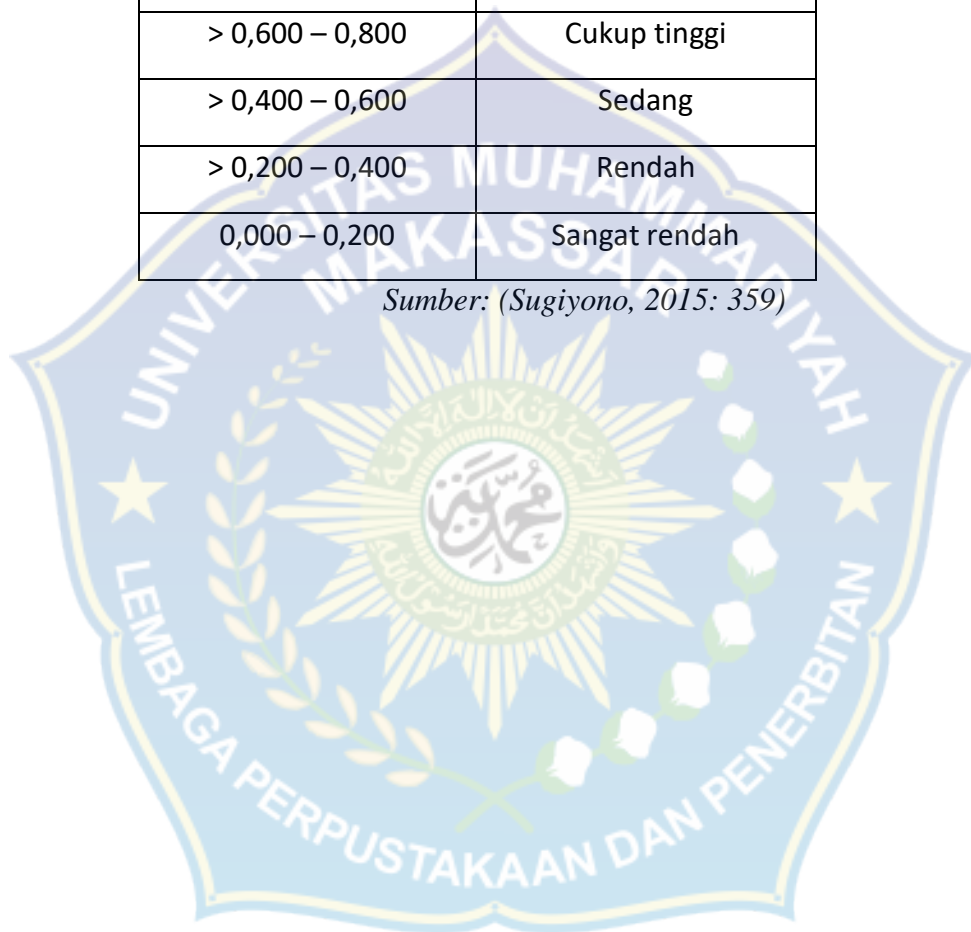 > 0,600 – 0,800 Cukup tinggi
> 0,400 – 0,600 Sedang
> 0,200 – 0,400 Rendah
0,000 – 0,200 Sangat rendah
Sumber: (Sugiyono, 2015: 359)
UNIVERSITAS MUHAMMADIYAH
MAKASSAR
محمدية
LEMBAGA PERPUSTAKAAN DAN PENERBITAN